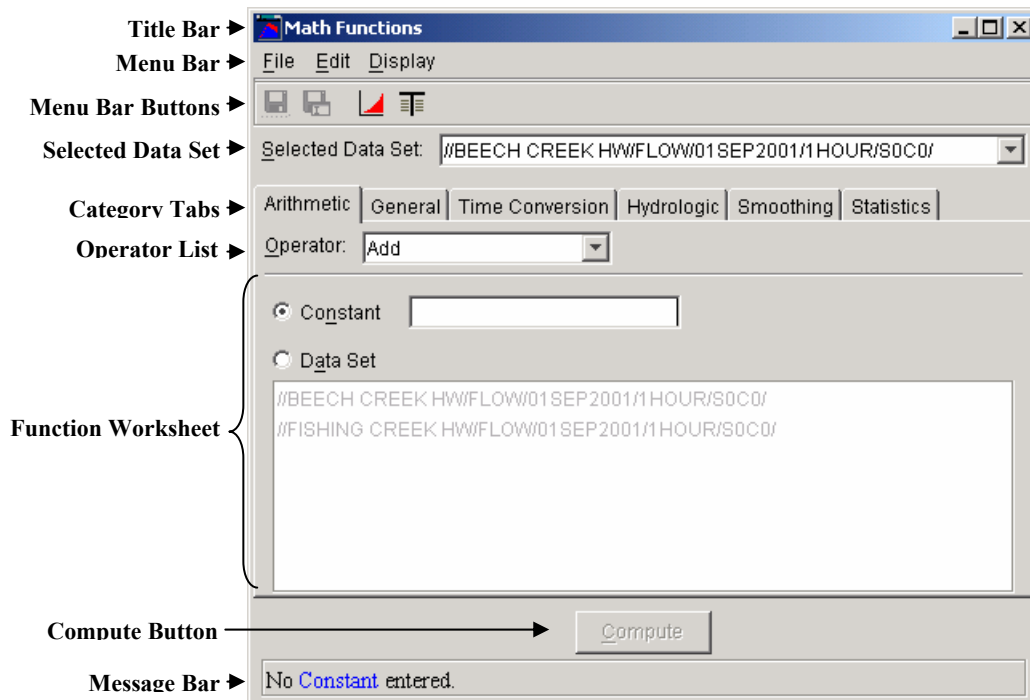 Title Bar Math Functions
Menu Bar File Edit Display
Menu Bar Buttons
Selected Data Set Selected Data Set: //BEECH CREEK HW/FLOW/01SEP2001/1HOUR/S0C0/
Category Tabs Arithmetic General Time Conversion Hydrologic Smoothing Statistics
Operator List Operator: Add
Constant
Data Set
//BEECH CREEK HW/FLOW/01SEP2001/1HOUR/S0C0/
//FISHING CREEK HW/FLOW/01SEP2001/1HOUR/S0C0/
Function Worksheet
Compute Button Compute
Message Bar No Constant entered.